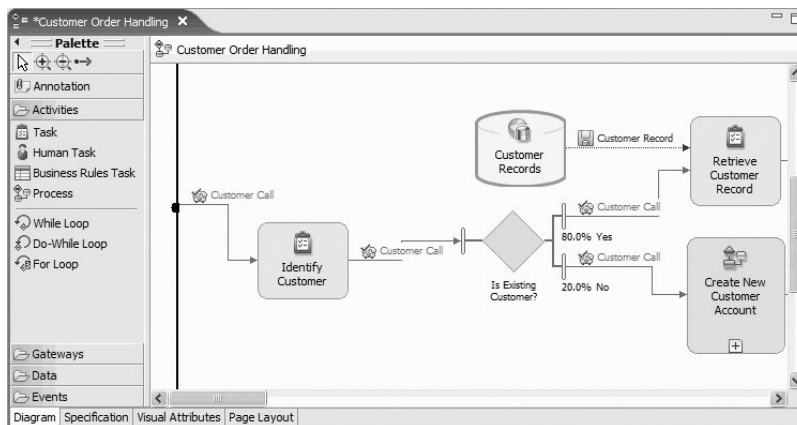 *Customer Order Handling
Palette
Annotation
Activities
Task
Human Task
Business Rules Task
Process
While Loop
Do-While Loop
For Loop
Gateways
Data
Events
Customer Order Handling
Customer Call
Identify
Customer
Customer Call
Customer
Records
Customer Record
Retrieve
Customer
Record
Is Existing
Customer?
Customer Call
80.0% Yes
Customer Call
20.0% No
Create New
Customer
Account
Diagram Specification Visual Attributes Page Layout